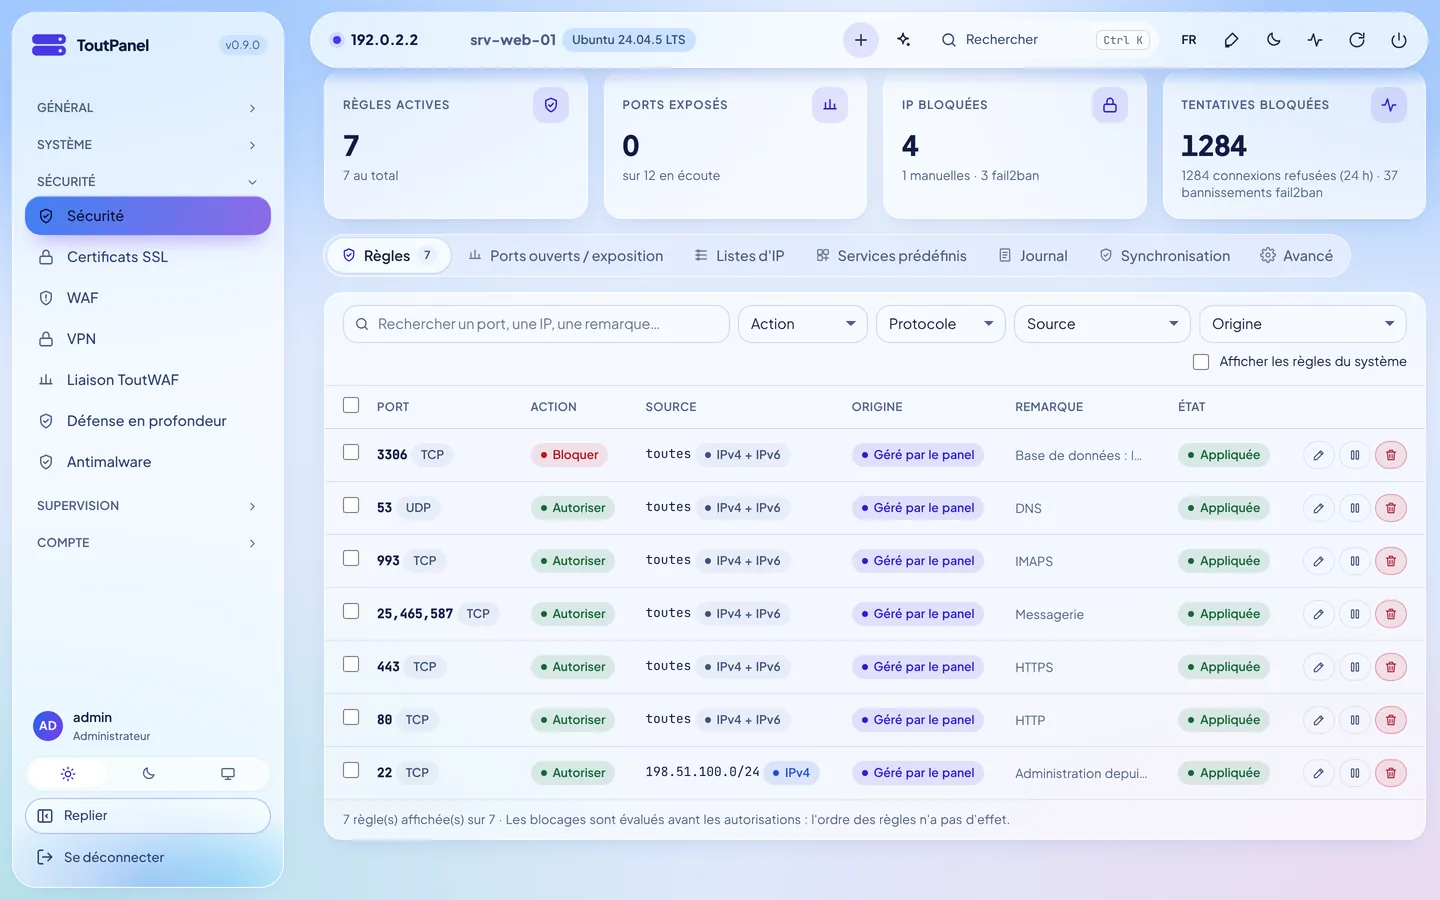 ToutPanel
v0.9.0
GÉNÉRAL
SYSTÈME
SÉCURITÉ
Sécurité
Certificats SSL
WAF
VPN
Liaison ToutWAF
Défense en profondeur
Antimalware
SUPERVISION
COMPTE
AD
admin
Administrateur
Replier
Se déconnecter
192.0.2.2
srv-web-01
Ubuntu 24.04.5 LTS
Rechercher
Ctrl K
FR
RÈGLES ACTIVES
7
7 au total
PORTS EXPOSÉS
0
sur 12 en écoute
IP BLOQUÉES
4
1 manuelles · 3 fail2ban
TENTATIVES BLOQUÉES
1284
1284 connexions refusées (24 h) · 37
bannissements fail2ban
Règles 7
Ports ouverts / exposition
Listes d'IP
Services prédéfinis
Journal
Synchronisation
Avancé
Rechercher un port, une IP, une remarque...
Action
Protocole
Source
Origine
Afficher les règles du système
PORT ACTION SOURCE ORIGINE REMARQUE ÉTAT
3306 TCP Bloquer toutes IPv4 + IPv6 Géré par le panel Base de données : l... Appliquée
53 UDP Autoriser toutes IPv4 + IPv6 Géré par le panel DNS Appliquée
993 TCP Autoriser toutes IPv4 + IPv6 Géré par le panel IMAPS Appliquée
25,465,587 TCP Autoriser toutes IPv4 + IPv6 Géré par le panel Messagerie Appliquée
443 TCP Autoriser toutes IPv4 + IPv6 Géré par le panel HTTPS Appliquée
80 TCP Autoriser toutes IPv4 + IPv6 Géré par le panel HTTP Appliquée
22 TCP Autoriser 198.51.100.0/24 IPv4 Géré par le panel Administration depui... Appliquée
7 règle(s) affichée(s) sur 7 · Les blocages sont évalués avant les autorisations : l'ordre des règles n'a pas d'effet.